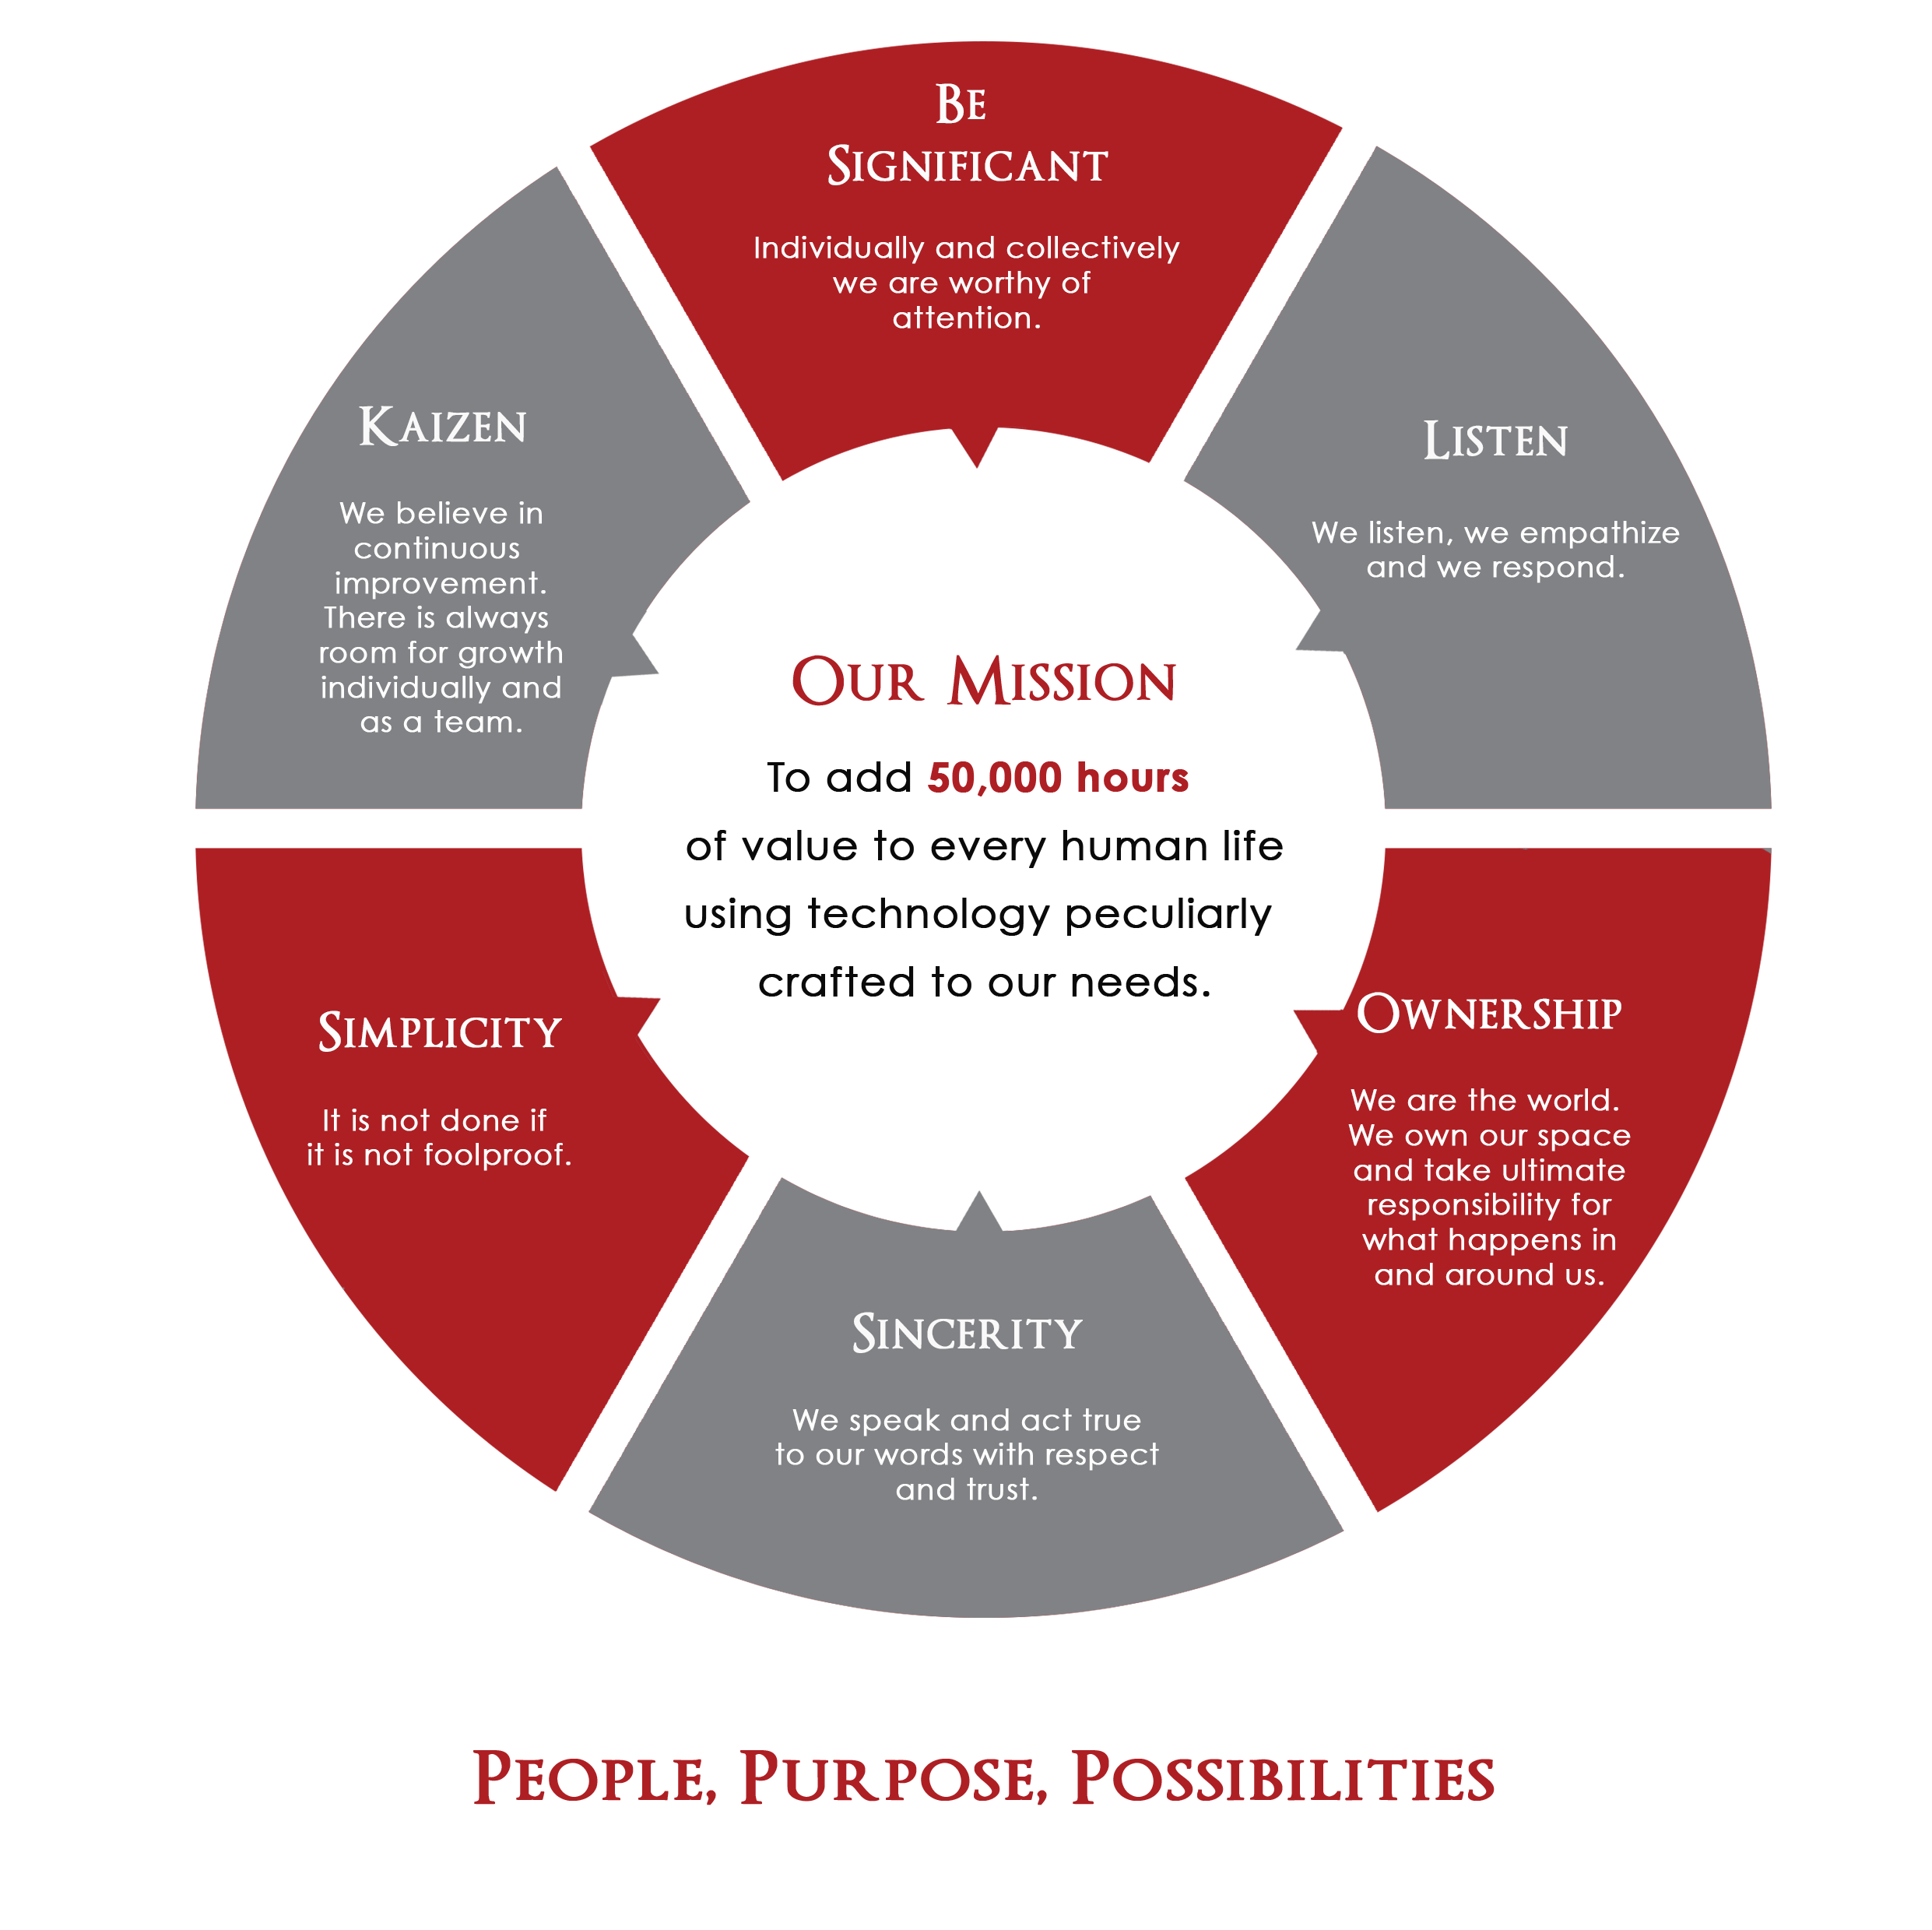 Be
Significant
Individually and collectively
we are worthy of
attention.
Listen
We listen, we empathize
and we respond.
Ownership
We are the world.
We own our space
and take ultimate
responsibility for
what happens in
and around us.
Sincerity
We speak and act true
to our words with respect
and trust.
Simplicity
It is not done if
it is not foolproof.
Kaizen
We believe in
continuous
improvement.
There is always
room for growth
individually and
as a team.
Our Mission
To add 50,000 hours
of value to every human life
using technology peculiarly
crafted to our needs.
People, Purpose, Possibilities